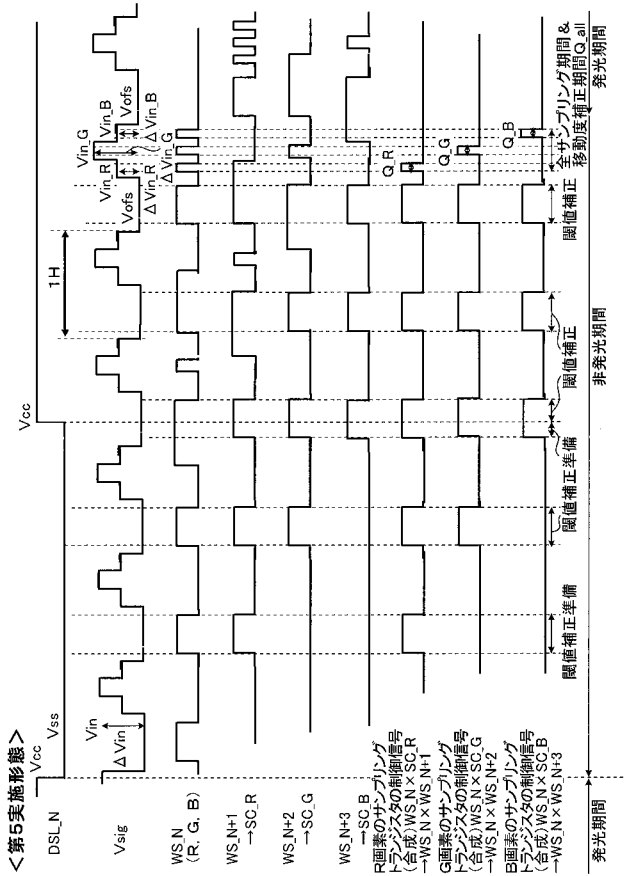 <第5実施形態>
DSL_N
Vcc
Vss
Vcc
Vsig
Vin
ΔVin
1H
Vofs
Vin_R
ΔVin_R
Vin_G
ΔVin_G
Vin_B
ΔVin_B
Vofs
WS_N
(R, G, B)
WS_N+1
→SC_R
WS_N+2
→SC_G
WS_N+3
→SC_B
R画素のサンプリング
トランジスタの制御信号
(合成)WS_N×SC_R
→WS_N×WS_N+1
Q_R
G画素のサンプリング
トランジスタの制御信号
(合成)WS_N×SC_G
→WS_N×WS_N+2
Q_G
B画素のサンプリング
トランジスタの制御信号
(合成)WS_N×SC_B
→WS_N×WS_N+3
Q_B
閾値補正準備
閾値補正準備
閾値補正
閾値補正
全サンプリング期間&
移動度補正期間Q_all
発光期間
非発光期間
発光期間